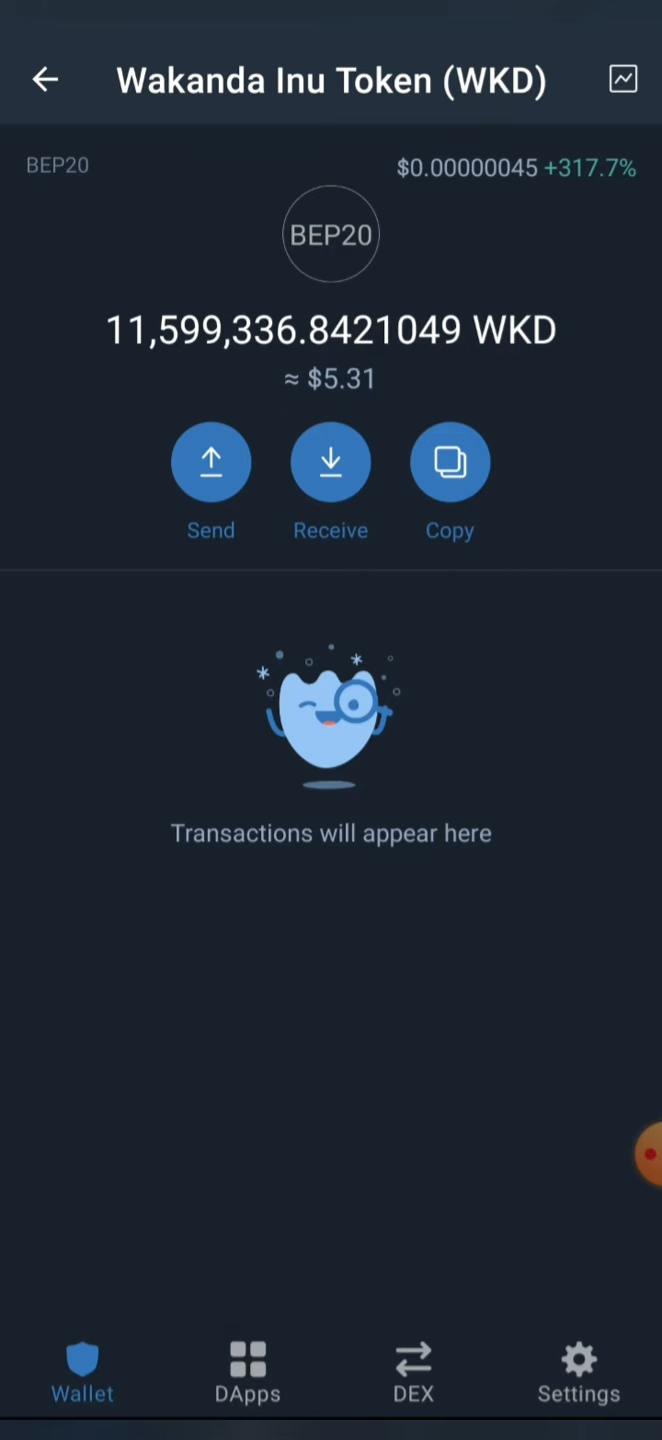 Wakanda Inu Token (WKD)
BEP20
$0.00000045 +317.7%
BEP20
11,599,336.8421049 WKD
≈ $5.31
Send Receive Copy
Transactions will appear here
Wallet DApps DEX Settings